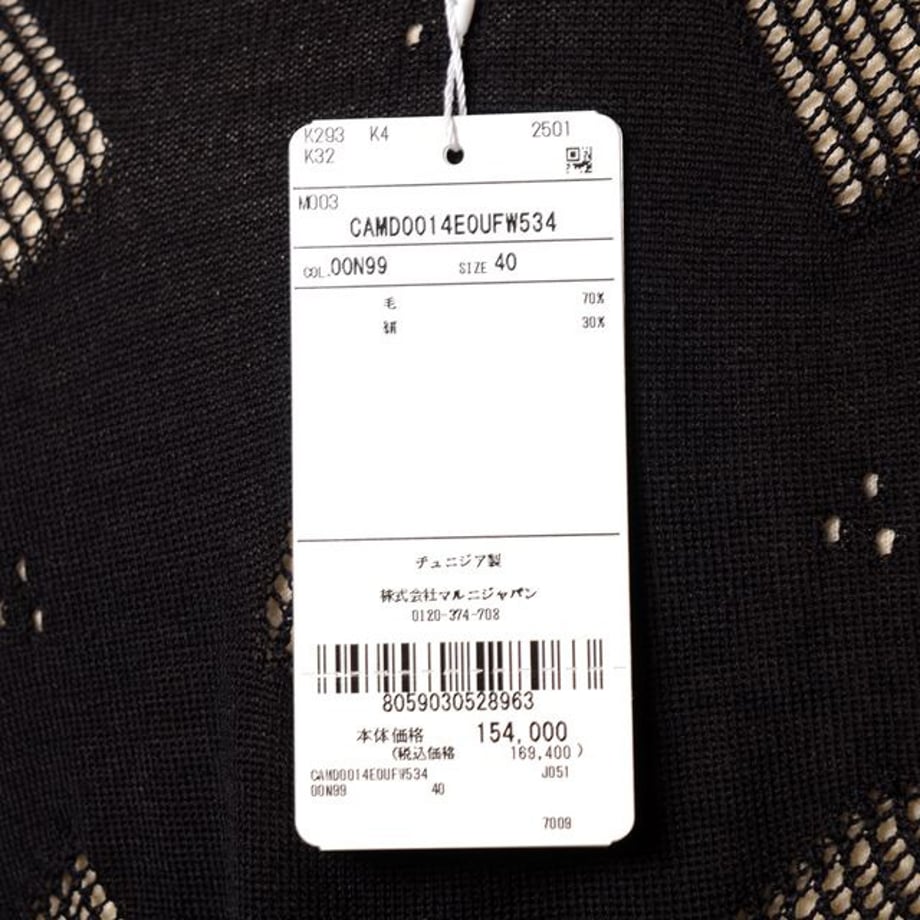 K293 K4 2501
K32
M003
CAMD0014E0UFW534
COL.00N99 SIZE 40
毛 70%
絹 30%
チュニジア製
株式会社マルニジャパン
0120-374-708
8059030528963
本体価格 154,000
(税込価格 169,400 )
CAMD0014E0UFW534 J051
00N99 40
7009